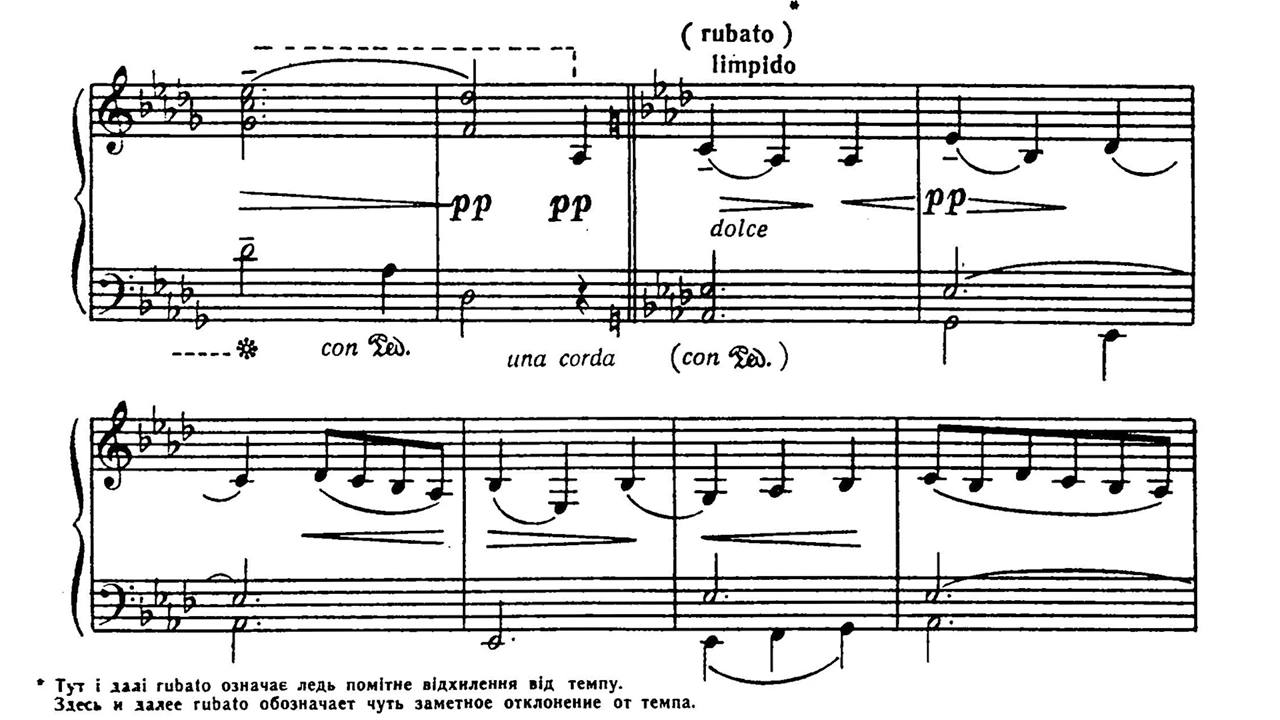 *
( rubato )
limpido
pp pp pp
dolce
con Ped. una corda (con Ped.)
* Тут і далі rubato означає ледь помітне відхилення від темпу.
Здесь и далее rubato обозначает чуть заметное отклонение от темпа.